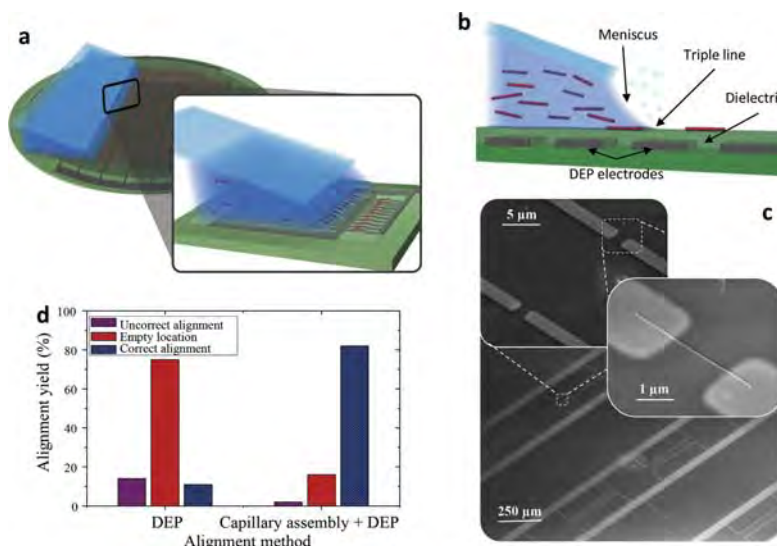 a
b
Meniscus
Triple line
Dielectri
DEP electrodes
c
5 µm
1 µm
250 µm
d
Uncorrect alignment
Empty location
Correct alignment
Alignment yield (%)
100
80
60
40
20
0
DEP
Capillary assembly + DEP
Alignment method